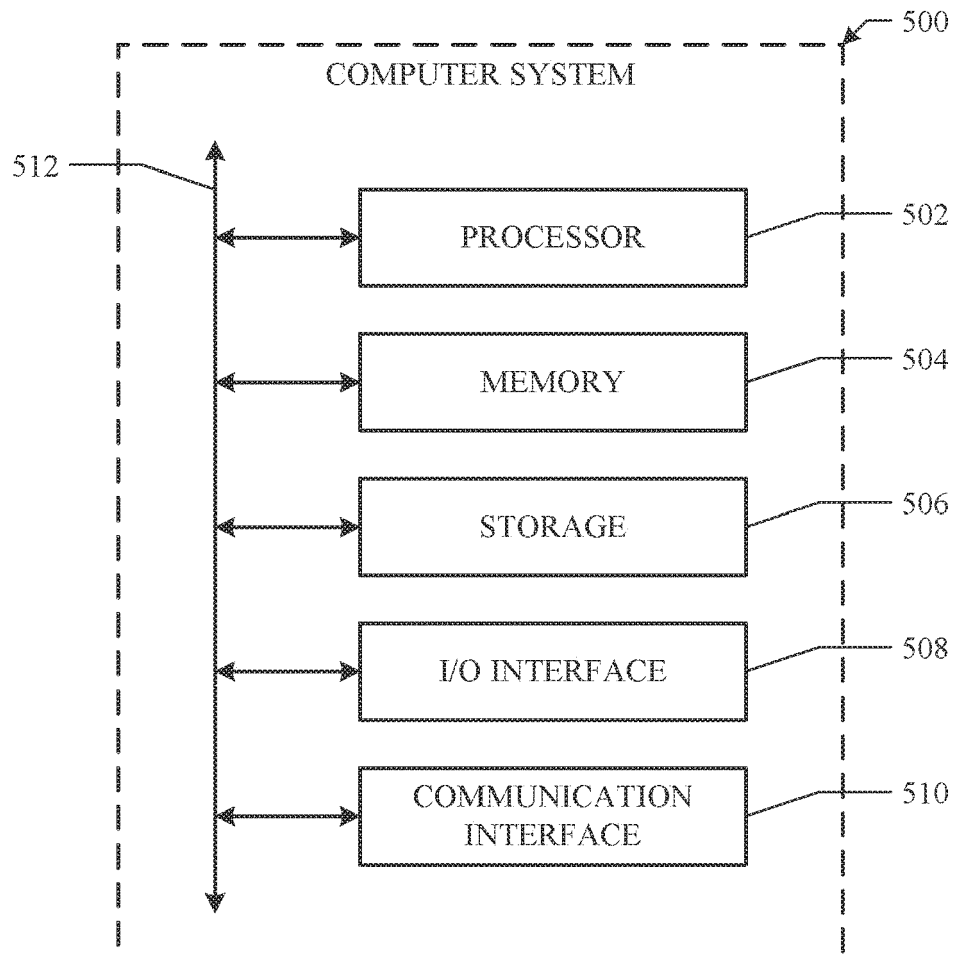 500
COMPUTER SYSTEM
512
PROCESSOR
502
MEMORY
504
STORAGE
506
I/O INTERFACE
508
COMMUNICATION
INTERFACE
510